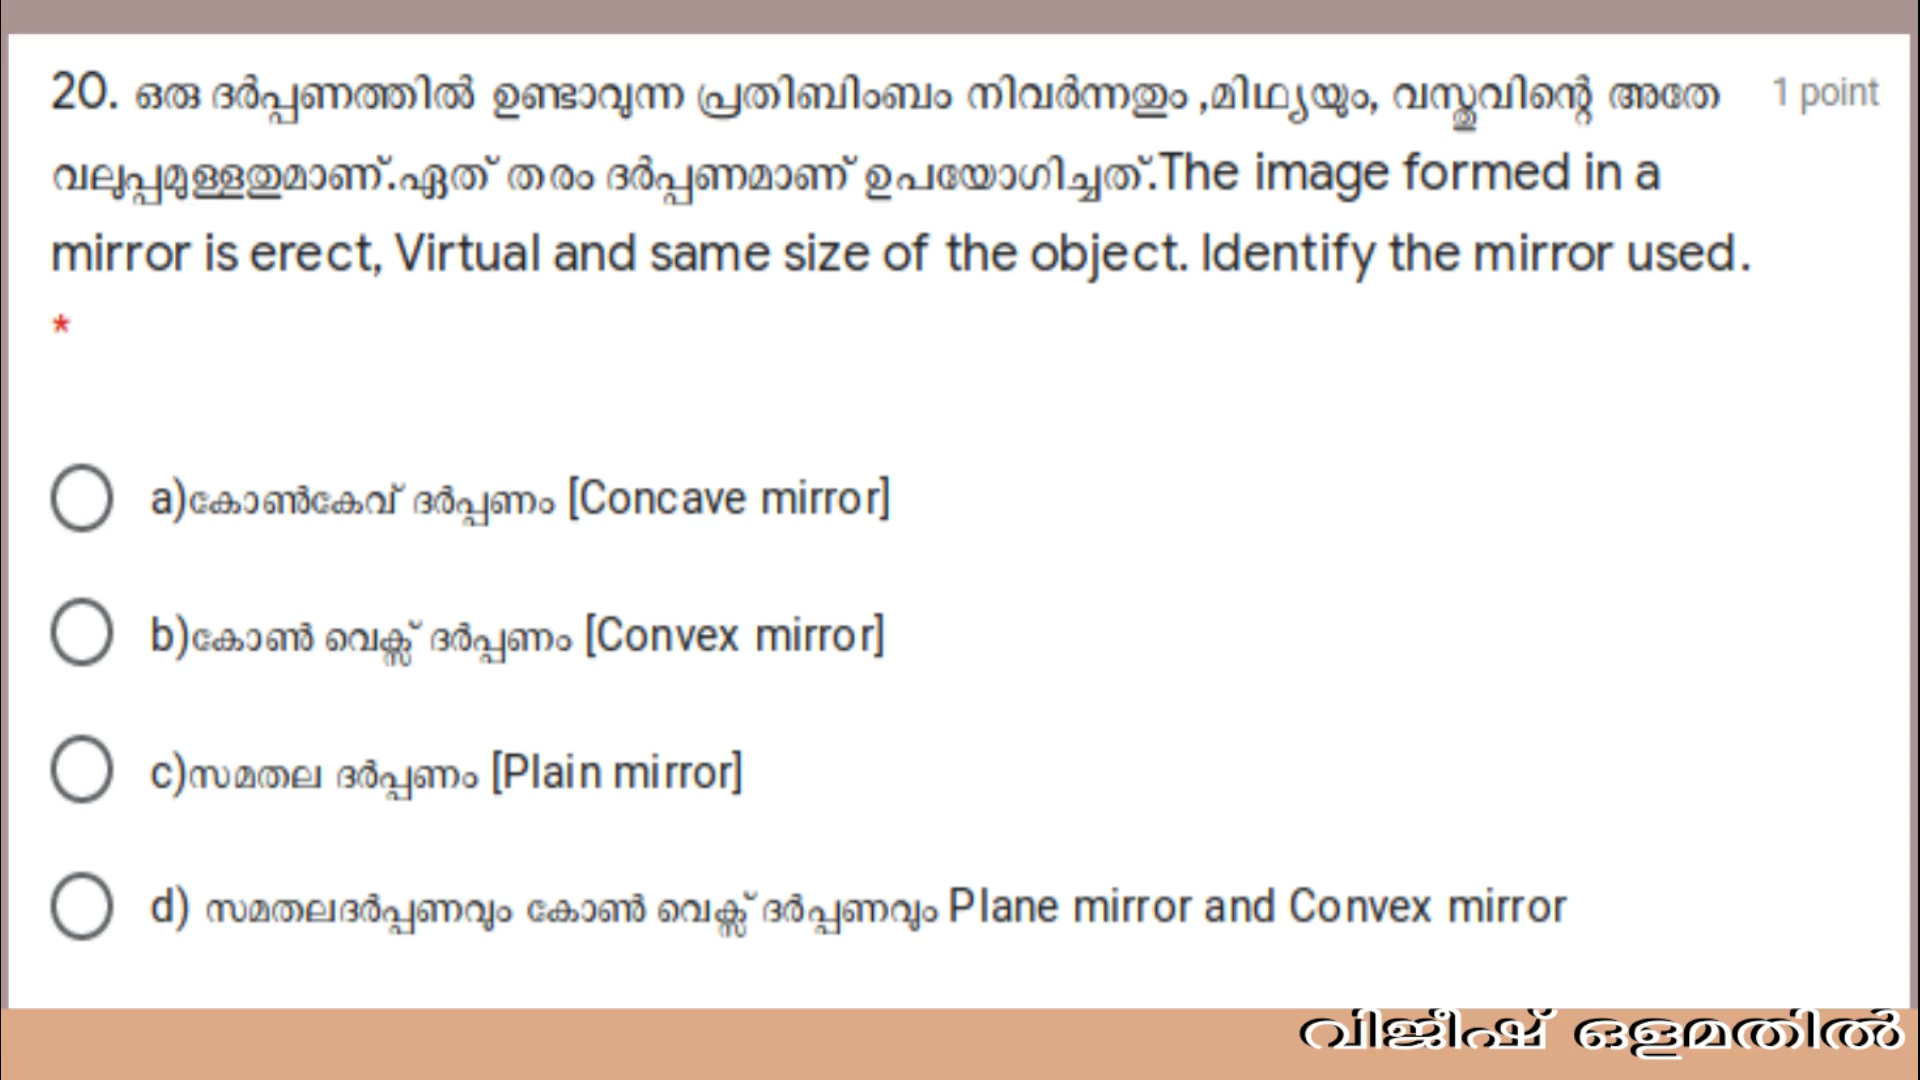 20. ഒരു ദർപ്പണത്തിൽ ഉണ്ടാവുന്ന പ്രതിബിംബം നിവർന്നതും ,മിഥ്യയും, വസ്തുവിന്റെ അതേ 1 point
വലുപ്പമുള്ളതുമാണ്.ഏത് തരം ദർപ്പണമാണ് ഉപയോഗിച്ചത്.The image formed in a
mirror is erect, Virtual and same size of the object. Identify the mirror used.
*
a)കോൺകേവ് ദർപ്പണം [Concave mirror]
b)കോൺ വെക്സ് ദർപ്പണം [Convex mirror]
c)സമതല ദർപ്പണം [Plain mirror]
d) സമതലദർപ്പണവും കോൺ വെക്സ് ദർപ്പണവും Plane mirror and Convex mirror
വിജീഷ് ഒളമതിൽ